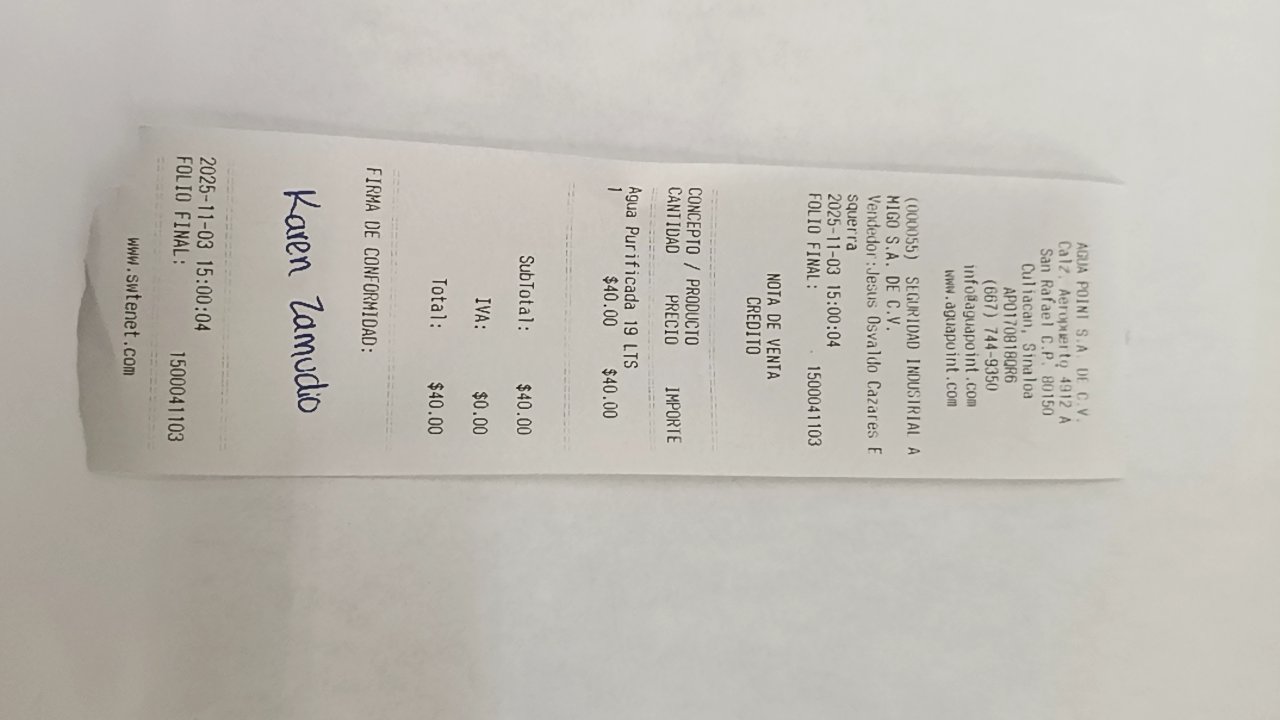 AGUA POINT S.A. DE C.V.
Calz. Aeropuerto 4912 A
San Rafael C.P. 80150
Culiacan, Sinaloa
APO170818QR6
(667) 744-9350
info@aguapoint.com
www.aguapoint.com
(000055) SEGURIDAD INDUSTRIAL A
MIGO S.A. DE C.V.
Vendedor:Jesus Osvaldo Cazares E
squerra
2025-11-03 15:00:04
FOLIO FINAL: 1500041103
NOTA DE VENTA
CREDITO
CONCEPTO / PRODUCTO
CANTIDAD PRECIO IMPORTE
Agua Purificada 19 LTS
1 $40.00 $40.00
SubTotal: $40.00
IVA: $0.00
Total: $40.00
FIRMA DE CONFORMIDAD:
Karen Zamudio
2025-11-03 15:00:04
FOLIO FINAL: 1500041103
www.swtenet.com